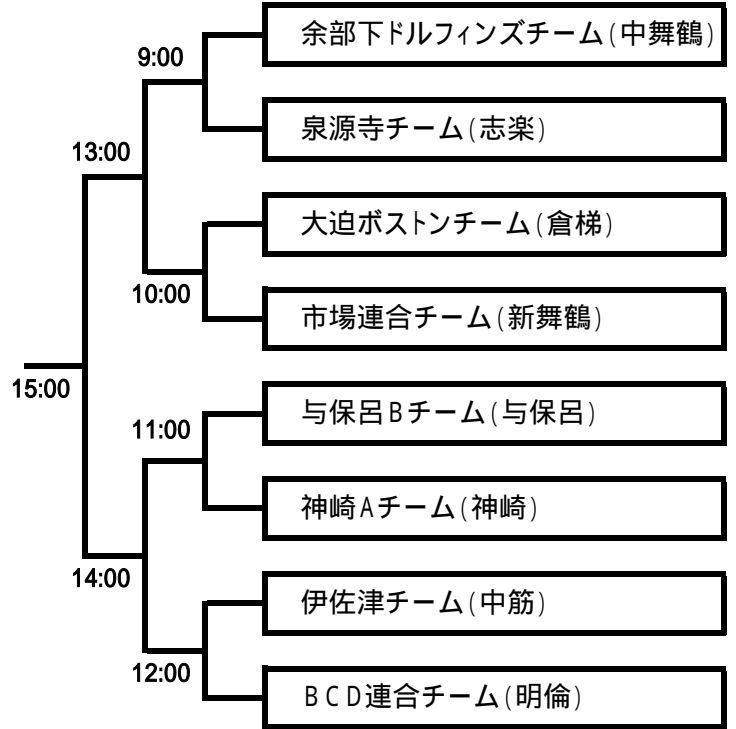 余部下ドルフィンズチーム(中舞鶴)
9:00
泉源寺チーム(志楽)
13:00
大迫ボストンチーム(倉梯)
10:00
市場連合チーム(新舞鶴)
15:00
与保呂Bチーム(与保呂)
11:00
神崎Aチーム(神崎)
14:00
伊佐津チーム(中筋)
12:00
BCD連合チーム(明倫)